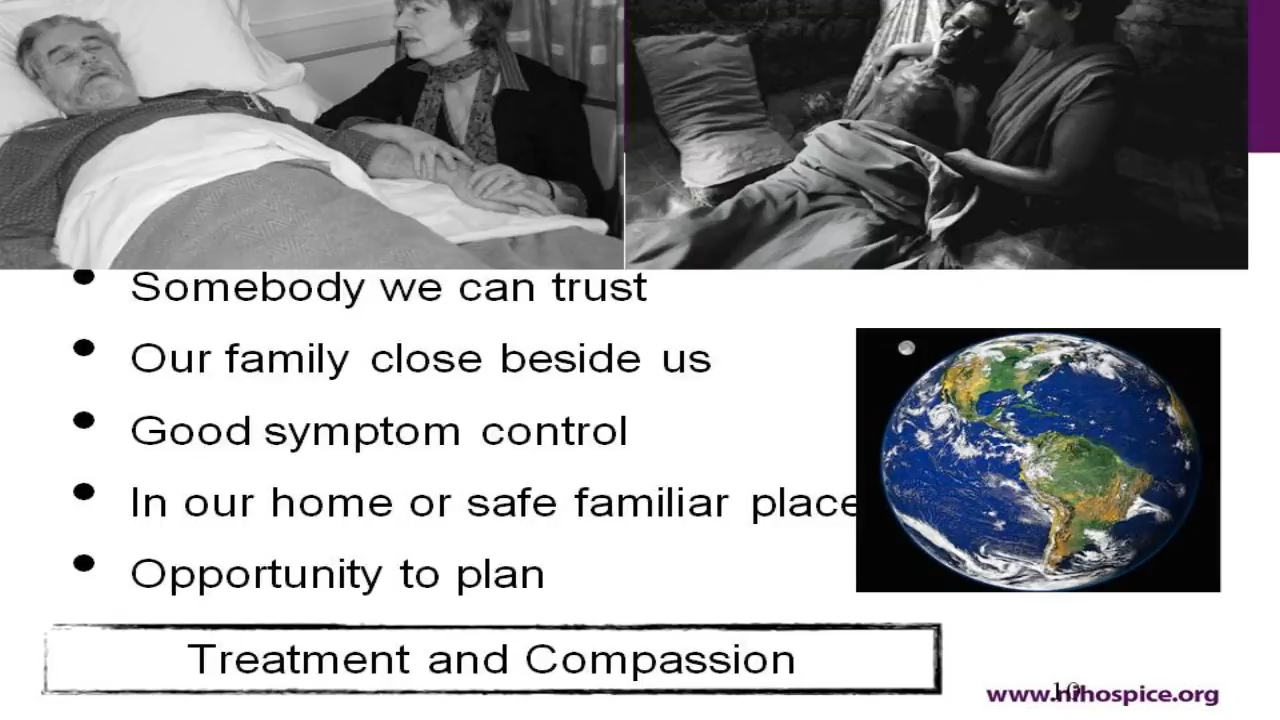 Somebody we can trust
Our family close beside us
Good symptom control
In our home or safe familiar place
Opportunity to plan
Treatment and Compassion
www.nihospice.org